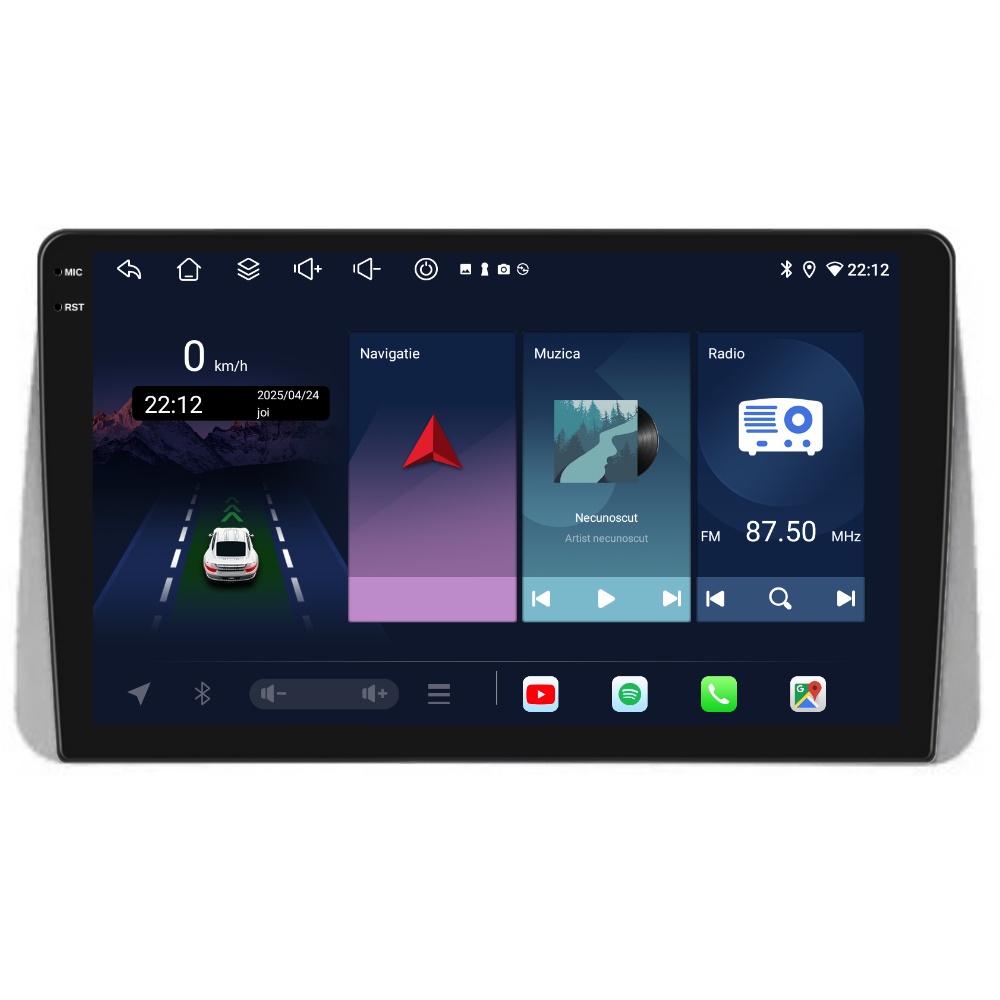 MIC
22:12
RST
0 km/h
22:12
2025/04/24
joi
Navigatie
Muzica
Necunoscut
Artist necunoscut
Radio
FM 87.50 MHz